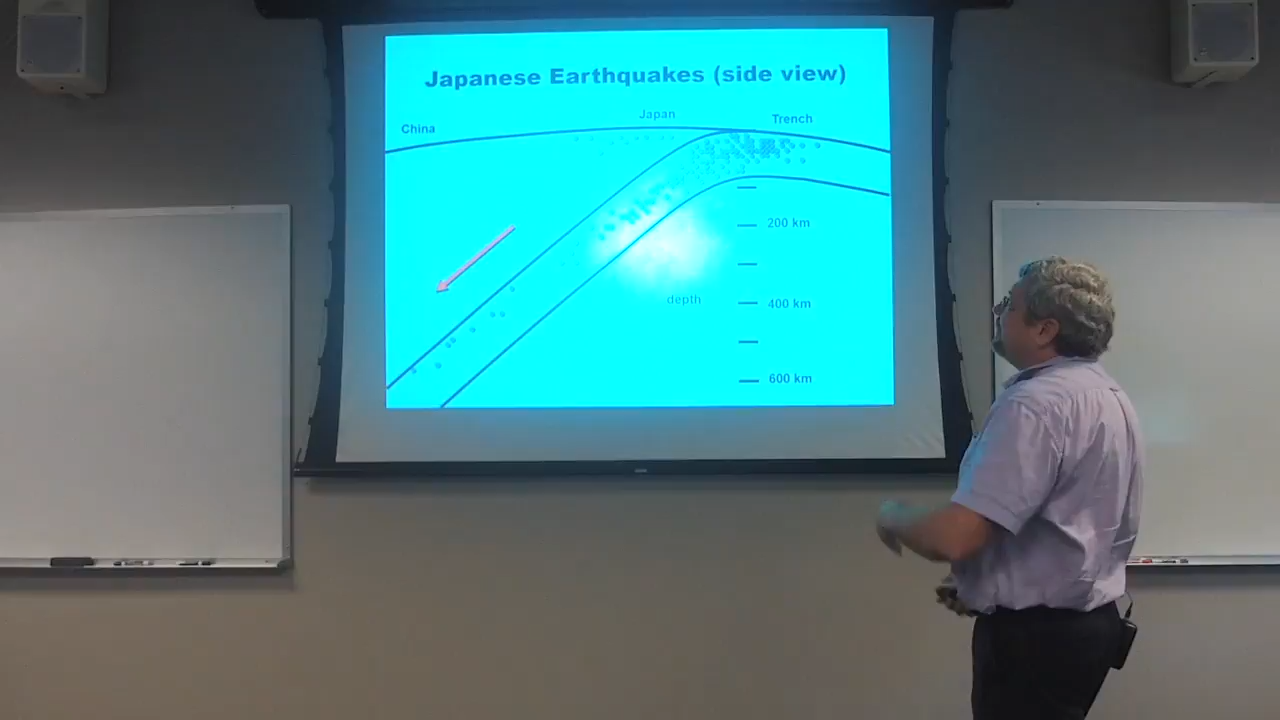 Japanese Earthquakes (side view)
China
Japan
Trench
200 km
depth
400 km
600 km